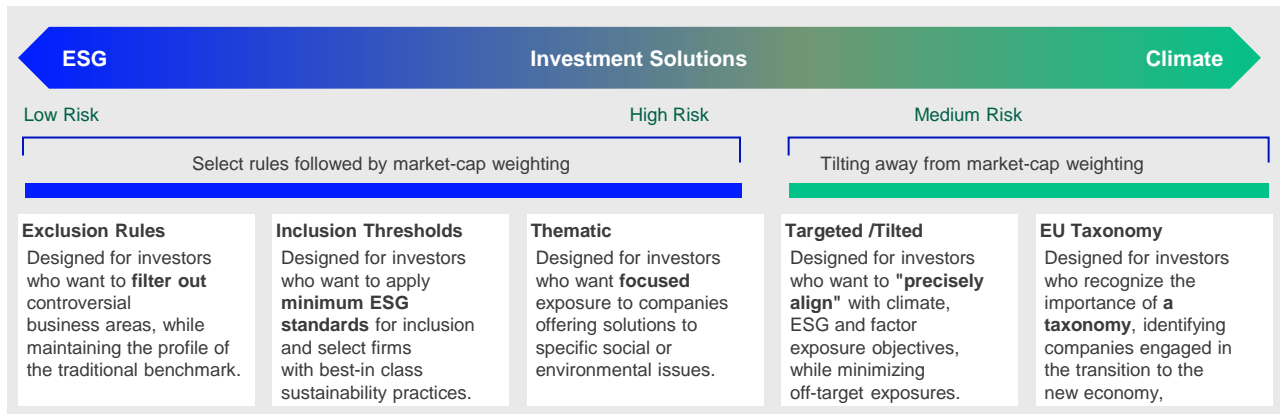 ESG Investment Solutions Climate
Low Risk High Risk Medium Risk
Select rules followed by market-cap weighting
Tilting away from market-cap weighting
Exclusion Rules
Designed for investors
who want to filter out
controversial
business areas, while
maintaining the profile of
the traditional benchmark.
Inclusion Thresholds
Designed for investors
who want to apply
minimum ESG
standards for inclusion
and select firms
with best-in class
sustainability practices.
Thematic
Designed for investors
who want focused
exposure to companies
offering solutions to
specific social or
environmental issues.
Targeted /Tilted
Designed for investors
who want to "precisely
align" with climate,
ESG and factor
exposure objectives,
while minimizing
off-target exposures.
EU Taxonomy
Designed for investors
who recognize the
importance of a
taxonomy, identifying
companies engaged in
the transition to the
new economy,